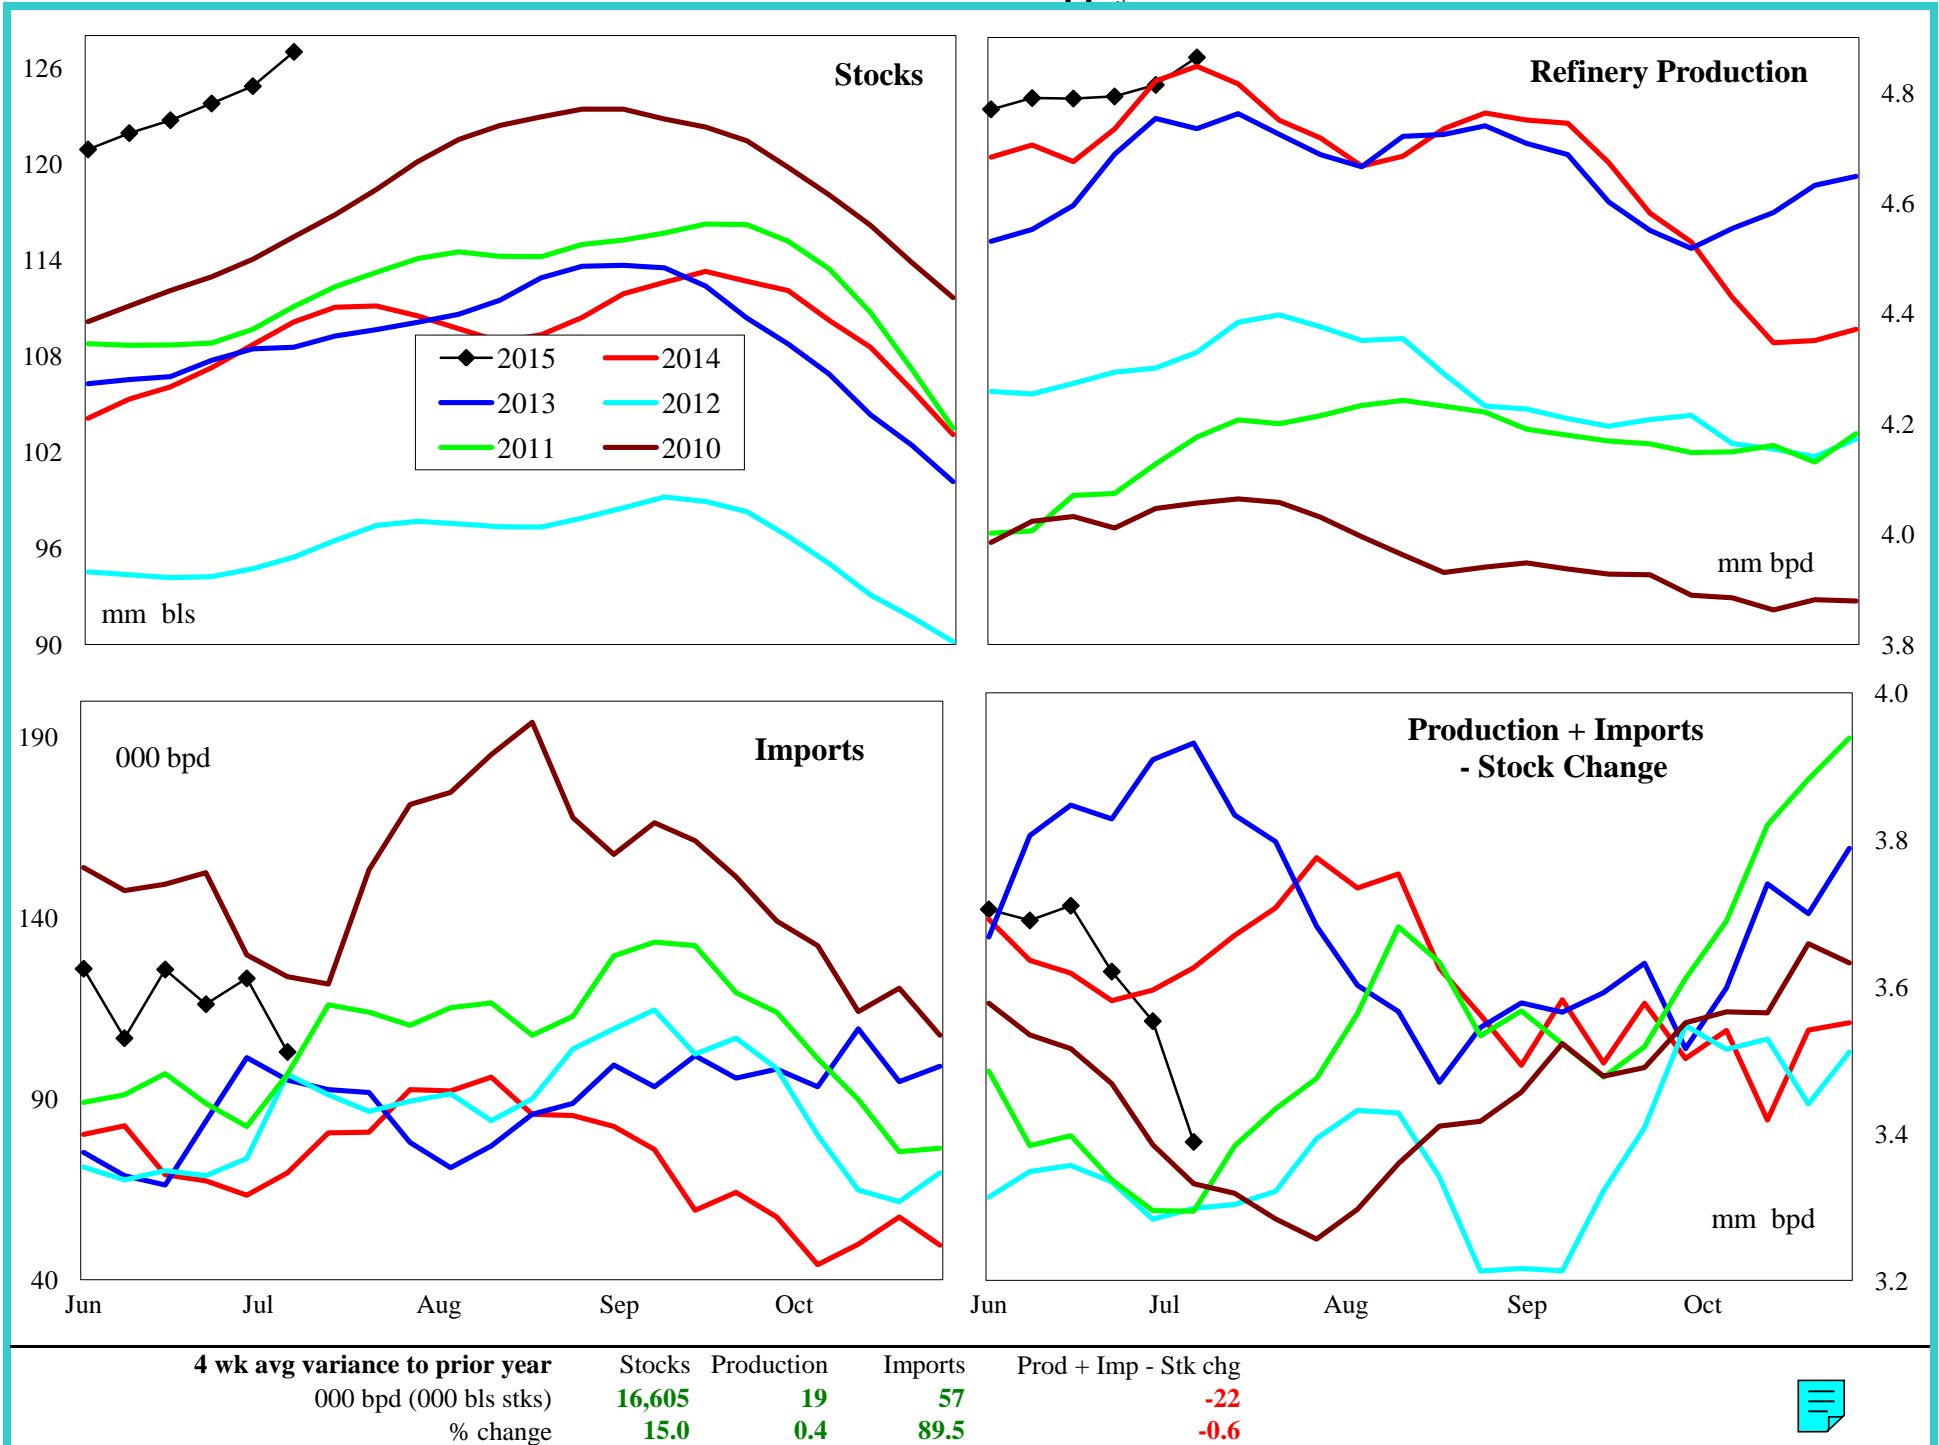 Stocks
126
120
114
108
102
96
90
mm bls
2015 2014
2013 2012
2011 2010
Refinery Production
4.8
4.6
4.4
4.2
4.0
3.8
mm bpd
Imports
000 bpd
190
140
90
40
Jun Jul Aug Sep Oct
Production + Imports
- Stock Change
4.0
3.8
3.6
3.4
3.2
mm bpd
Jun Jul Aug Sep Oct
4 wk avg variance to prior year Stocks Production Imports Prod + Imp - Stk chg
000 bpd (000 bls stks) 16,605 19 57 -22
% change 15.0 0.4 89.5 -0.6